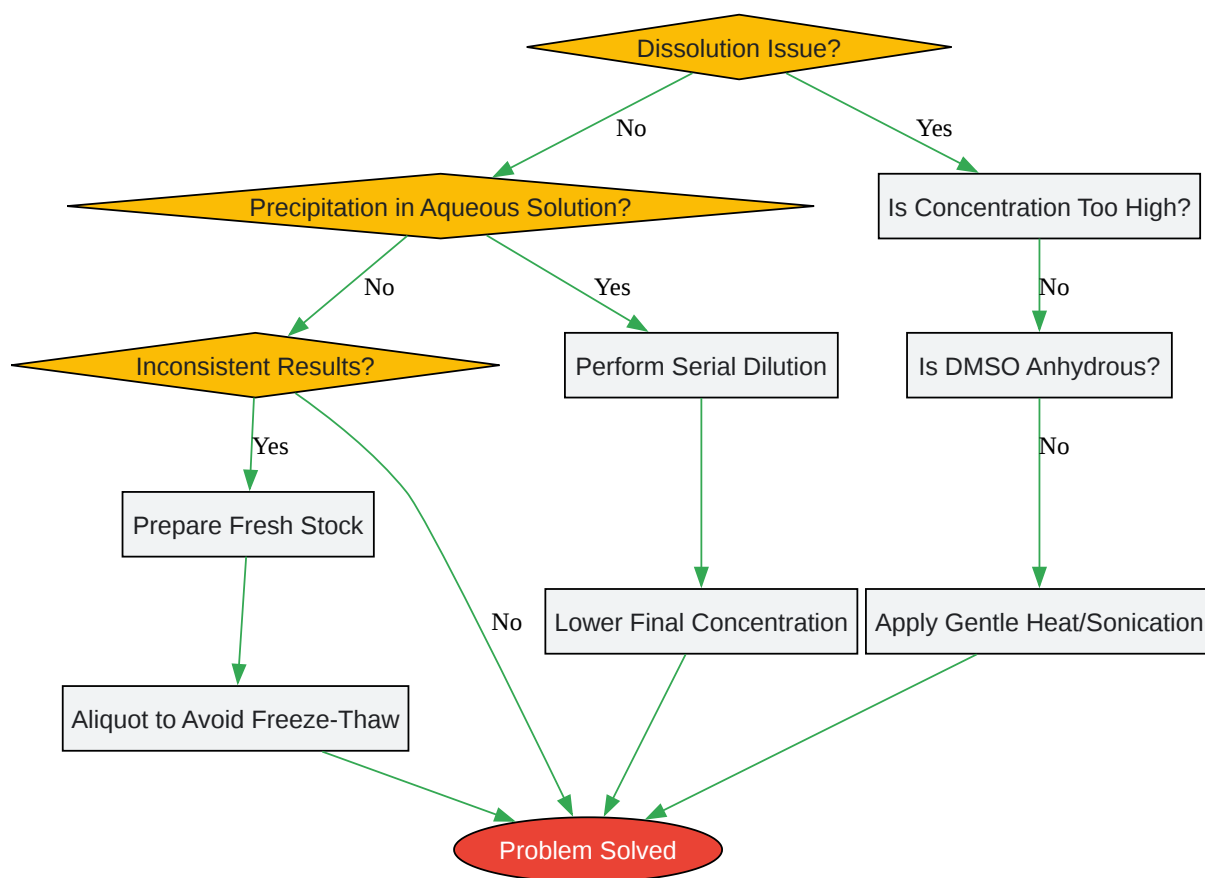 Dissolution Issue?
No
Yes
Precipitation in Aqueous Solution?
Is Concentration Too High?
No
Yes
No
Inconsistent Results?
Perform Serial Dilution
Is DMSO Anhydrous?
Yes
No
Prepare Fresh Stock
No
Lower Final Concentration
Apply Gentle Heat/Sonication
Aliquot to Avoid Freeze-Thaw
Problem Solved